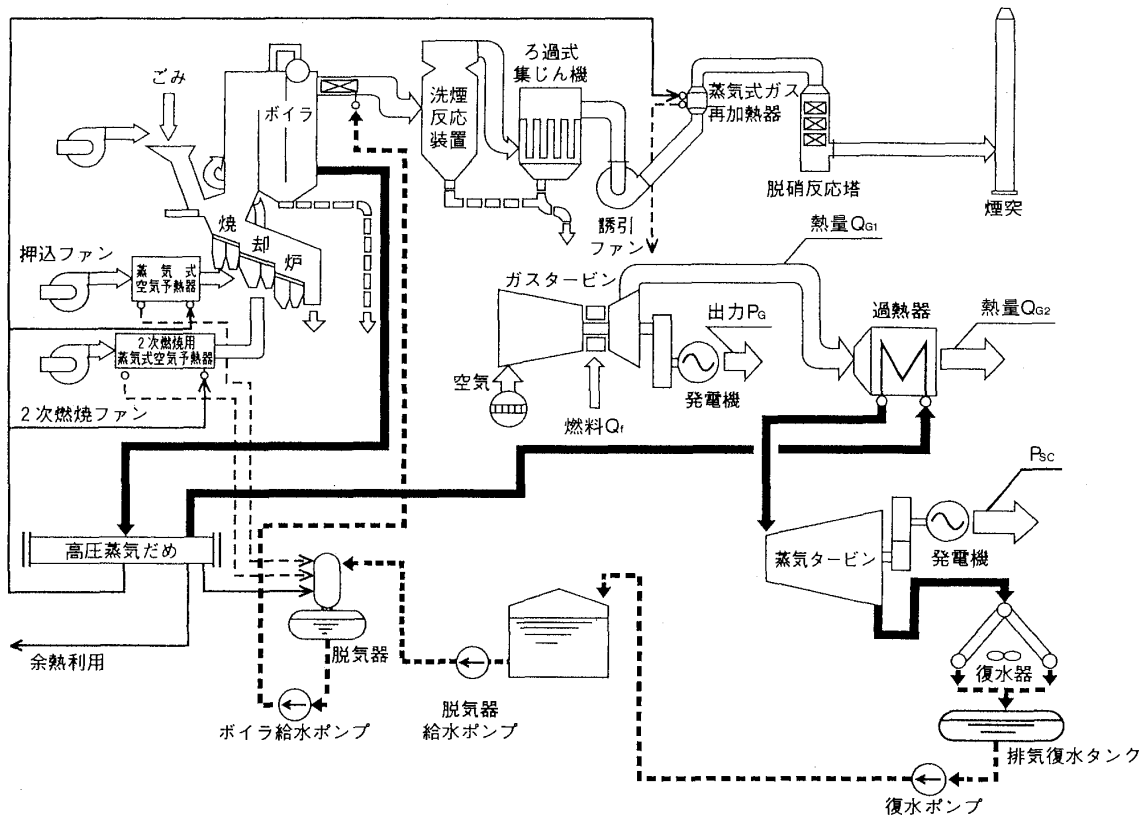 ごみ
ボイラ
洗煙
反応
装置
ろ過式
集じん機
蒸気式ガス
再加熱器
脱硝反応塔
煙突
誘引
ファン
焼
却
炉
押込ファン
蒸気式
空気予熱器
2次燃焼用
蒸気式空気予熱器
2次燃焼ファン
ガスタービン
熱量QG1
出力PG
過熱器
熱量QG2
空気
燃料Qf
発電機
PSC
高圧蒸気だめ
蒸気タービン
発電機
余熱利用
脱気器
ボイラ給水ポンプ
脱気器
給水ポンプ
復水器
排気復水タンク
復水ポンプ